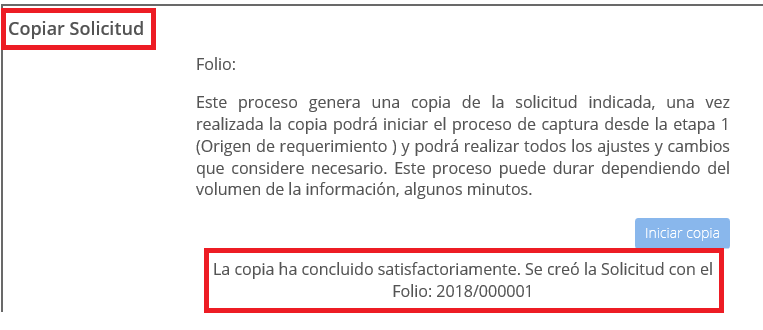 Copiar Solicitud
Folio:
Este proceso genera una copia de la solicitud indicada, una vez
realizada la copia podrá iniciar el proceso de captura desde la etapa 1
(Origen de requerimiento ) y podrá realizar todos los ajustes y cambios
que considere necesario. Este proceso puede durar dependiendo del
volumen de la información, algunos minutos.
Iniciar copia
La copia ha concluido satisfactoriamente. Se creó la Solicitud con el
Folio: 2018/000001